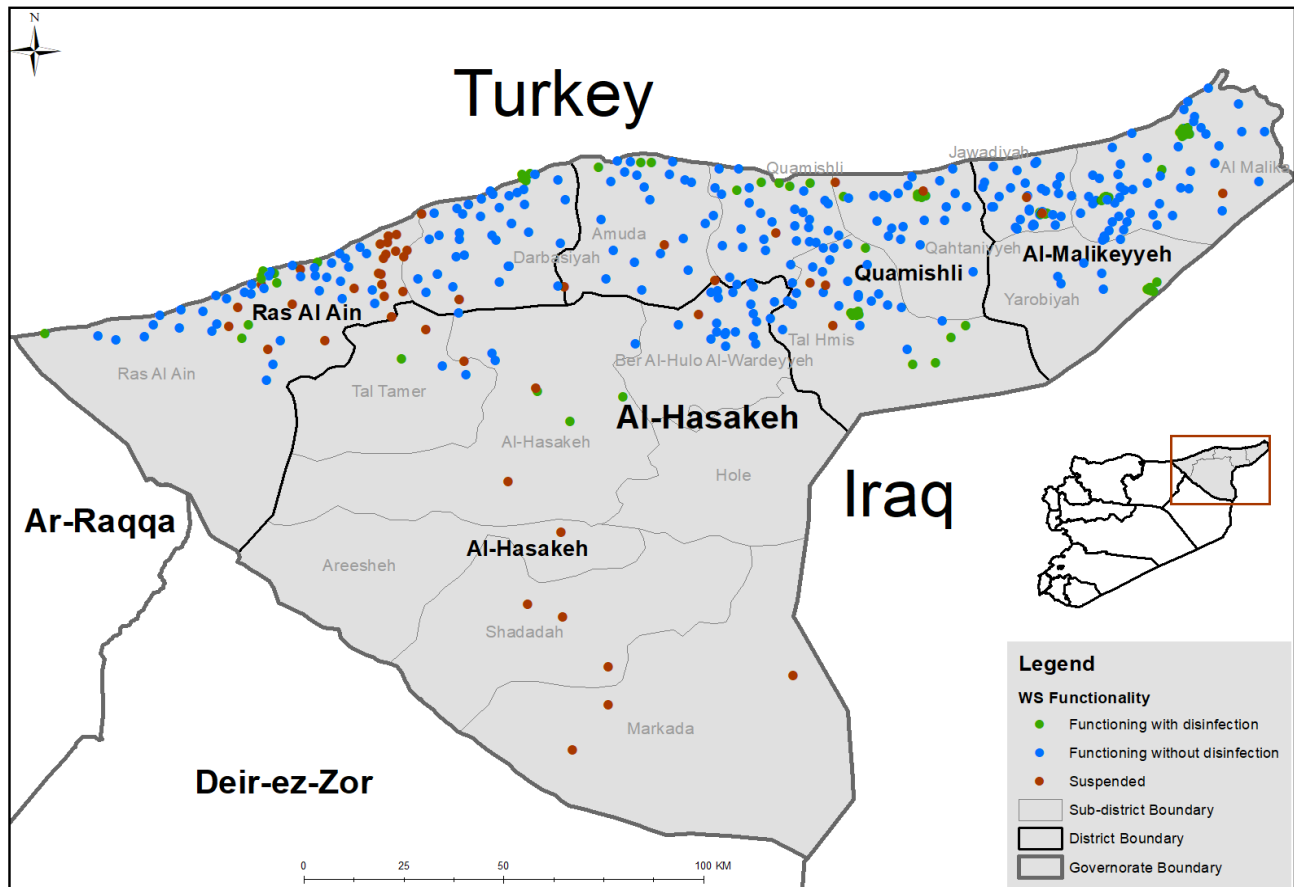 N
Turkey
Quamishli
Jawadiyah
Al Malika
Amuda
Darbasiyah
Qahtaniyyeh
Al-Malikeyyeh
Quamishli
Yarobiyah
Ras Al Ain
Tal Hmis
Ber Al-Hulo Al-Wardeyyeh
Ras Al Ain
Tal Tamer
Al-Hasakeh
Al-Hasakeh
Hole
Iraq
Ar-Raqqa
Al-Hasakeh
Areesheh
Shadadah
Markada
Deir-ez-Zor
Legend
WS Functionality
Functioning with disinfection
Functioning without disinfection
Suspended
Sub-district Boundary
District Boundary
Governorate Boundary
0 25 50 100 KM